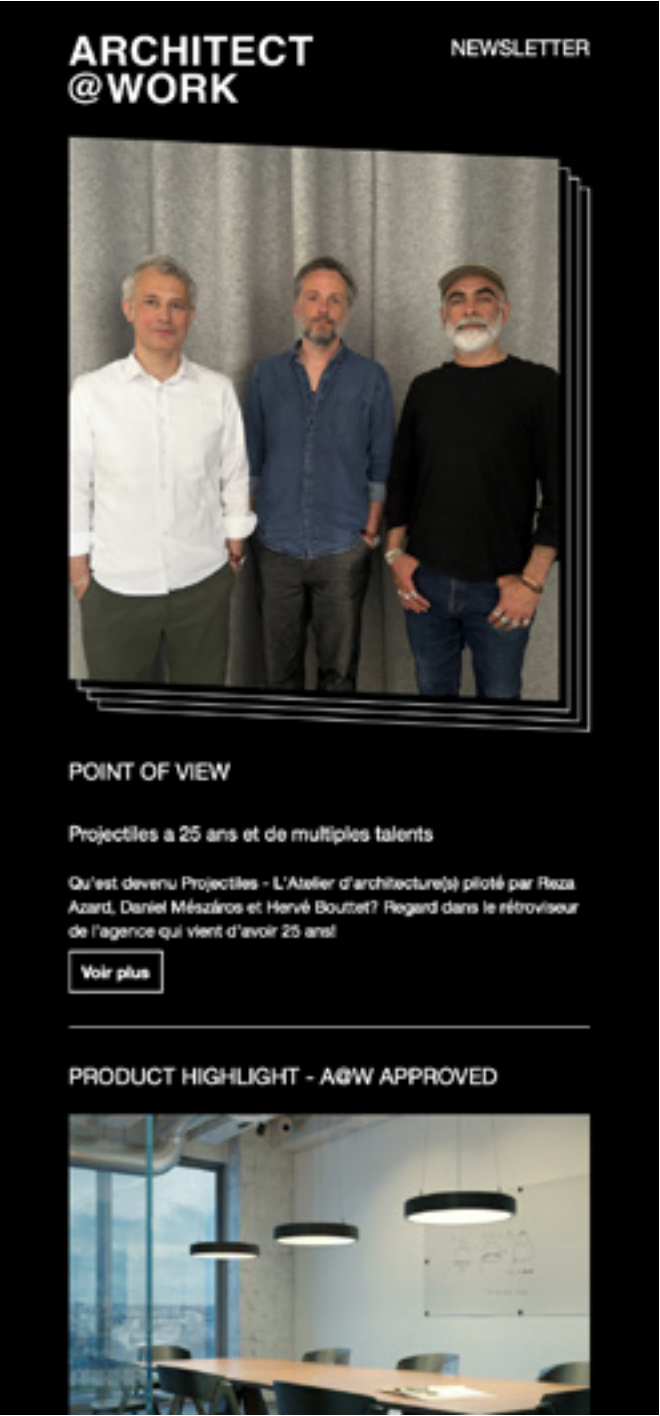 ARCHITECT
@WORK
NEWSLETTER
POINT OF VIEW
Projectiles a 25 ans et de multiples talents
Qu'est devenu Projectiles - L'Atelier d'architecture(s) piloté par Reza
Azard, Daniel Mészáros et Hervé Bouttet? Regard dans le rétroviseur
de l'agence qui vient d'avoir 25 ans!
Voir plus
PRODUCT HIGHLIGHT - A@W APPROVED